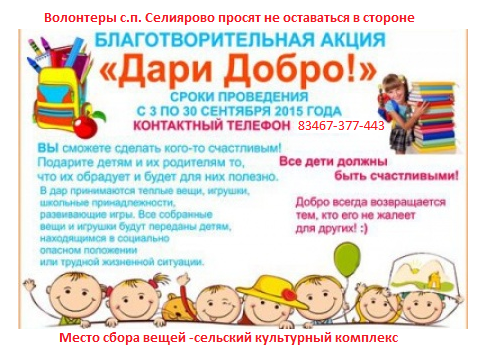 Волонтеры с.п. Селиярово просят не оставаться в стороне
БЛАГОТВОРИТЕЛЬНАЯ АКЦИЯ
«Дари Добро!»
СРОКИ ПРОВЕДЕНИЯ
С 3 ПО 30 СЕНТЯБРЯ 2015 ГОДА
КОНТАКТНЫЙ ТЕЛЕФОН 83467-377-443
ВЫ сможете сделать кого-то счастливым!
Подарите детям и их родителям то,
что их обрадует и будет для них полезно.
В дар принимаются теплые вещи, игрушки,
школьные принадлежности,
развивающие игры. Все собранные
вещи и игрушки будут переданы детям,
находящимся в социально
опасном положении
или трудной жизненной ситуации.
Все дети должны
быть счастливыми!
Добро всегда возвращается
тем, кто его не жалеет
для других! :)
Место сбора вещей -сельский культурный комплекс